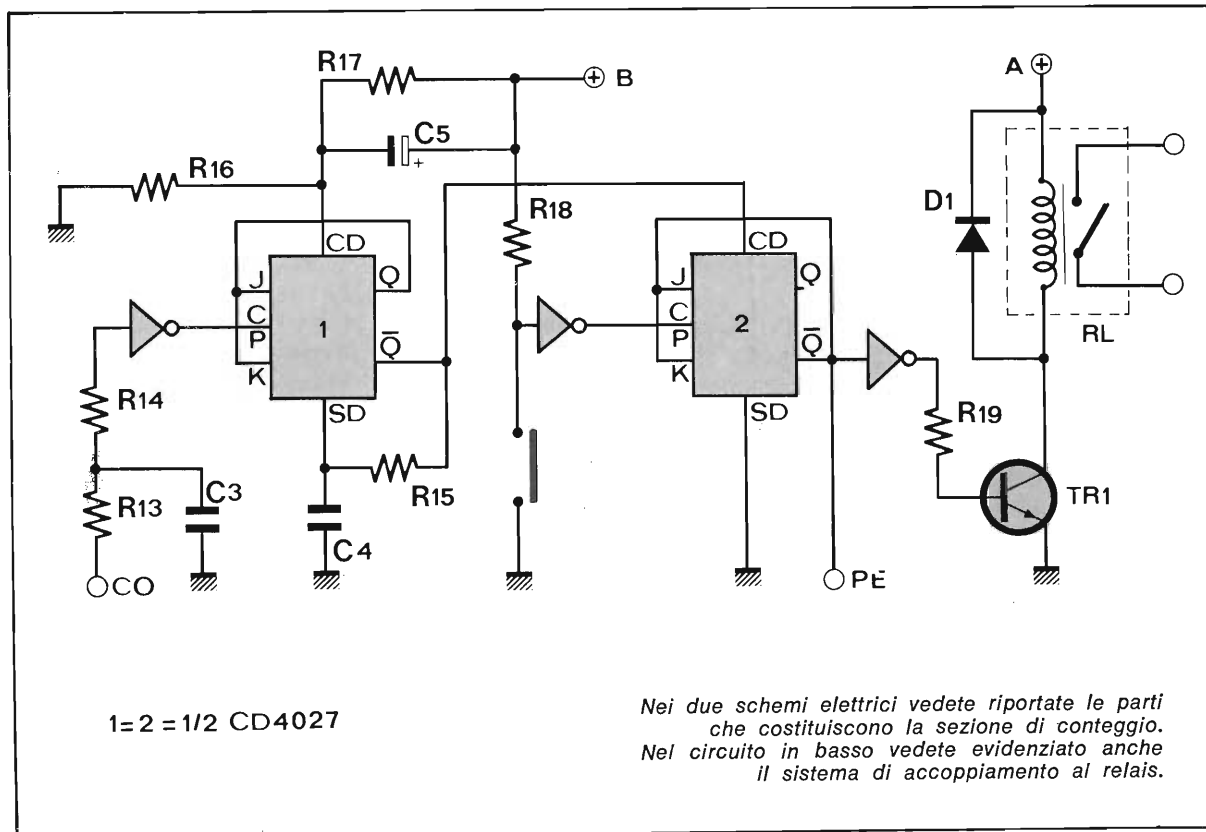 R17
B
A
C5
+
R16
R18
D1
CD
CD
J
Q
J
Q
C
1
C
2
P
Q̅
P
Q̅
K
K
RL
R14
SD
SD
R19
R15
C3
R13
TR1
C4
CO
PE
1=2=1/2 CD4027
Nei due schemi elettrici vedete riportate le parti
che costituiscono la sezione di conteggio.
Nel circuito in basso vedete evidenziato anche
il sistema di accoppiamento al relais.